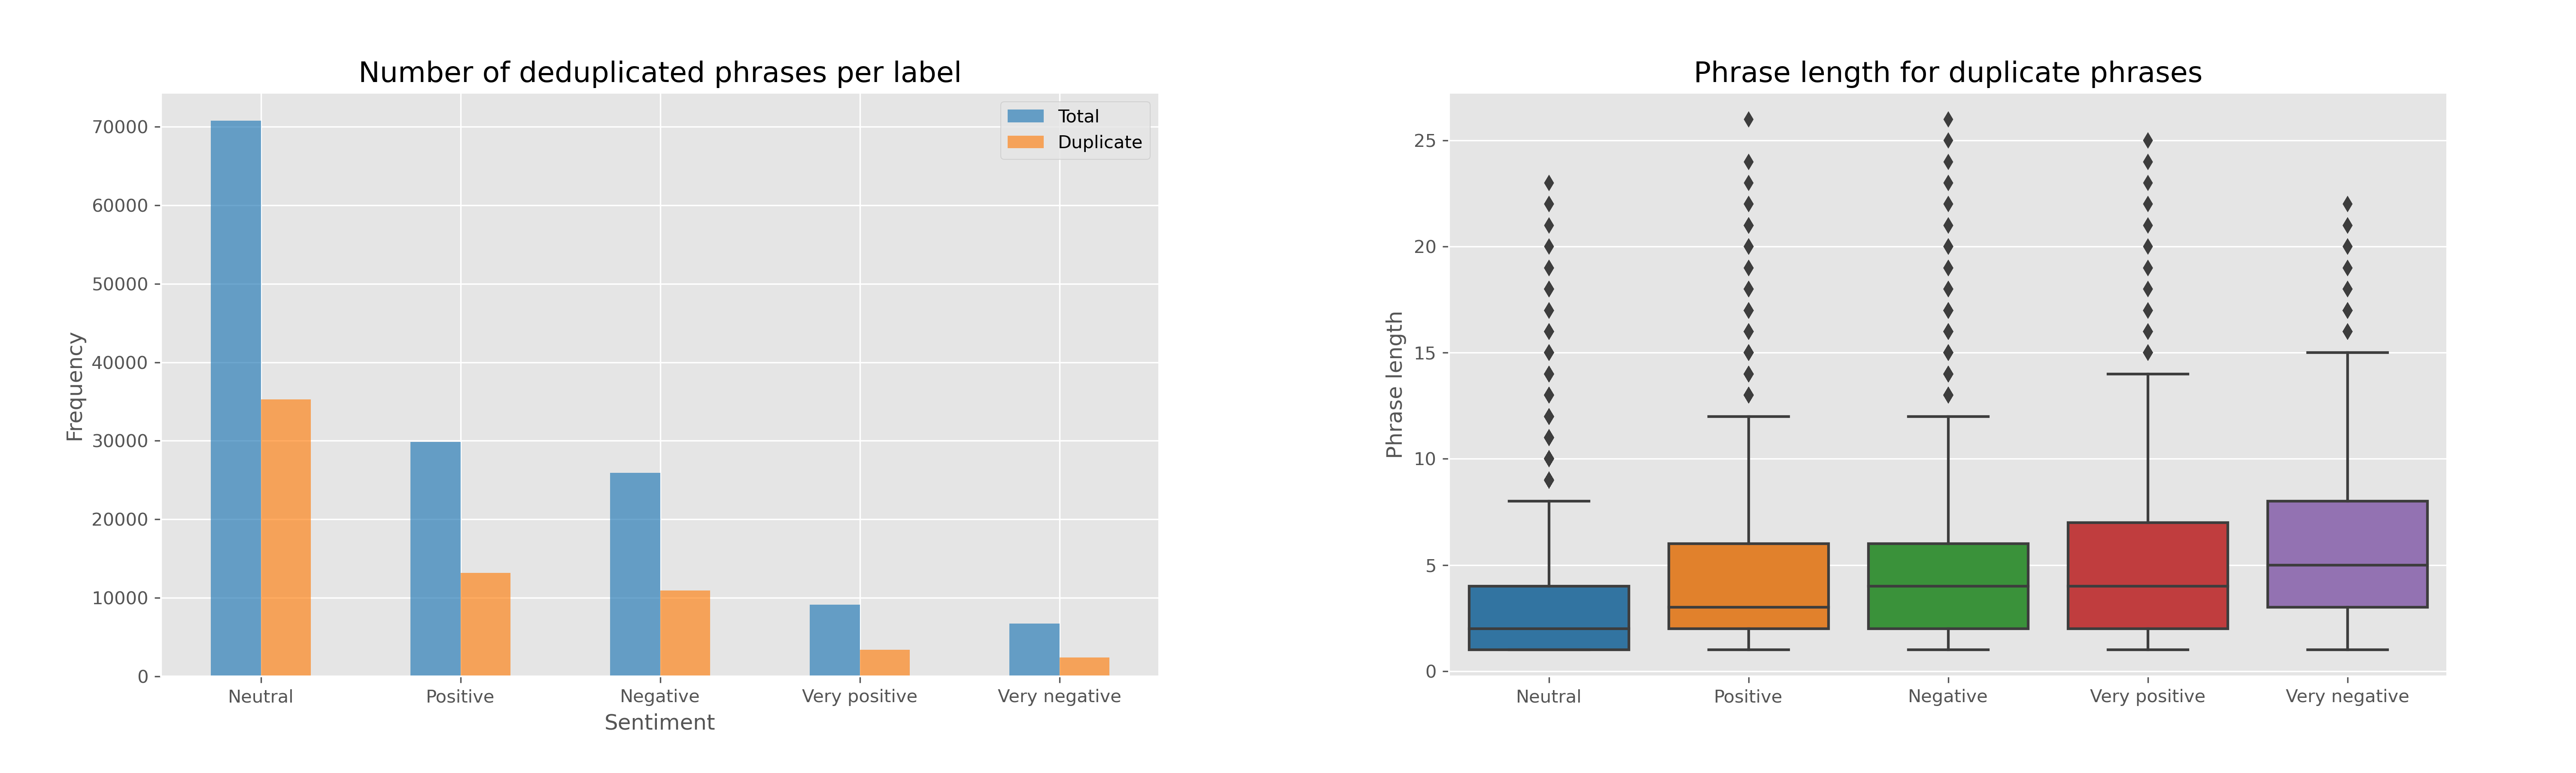 Number of deduplicated phrases per label
Total
Duplicate
70000
60000
50000
40000
30000
20000
10000
0
Frequency
Neutral
Positive
Negative
Very positive
Very negative
Sentiment
Phrase length for duplicate phrases
25
20
15
10
5
0
Phrase length
Neutral
Positive
Negative
Very positive
Very negative